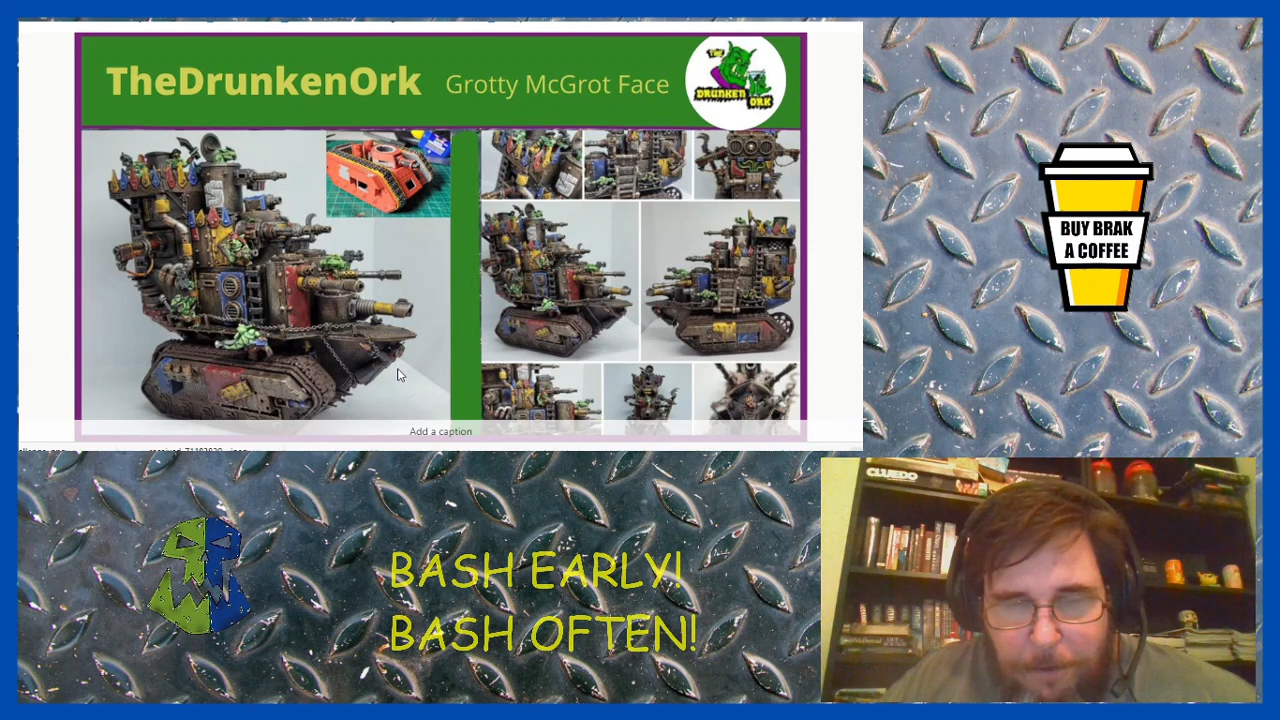 TheDrunkenOrk
Grotty McGrot Face
THE
DRUNKEN
ORK
Add a caption
BUY BRAK
A COFFEE
BASH EARLY!
BASH OFTEN!
CLUEDO